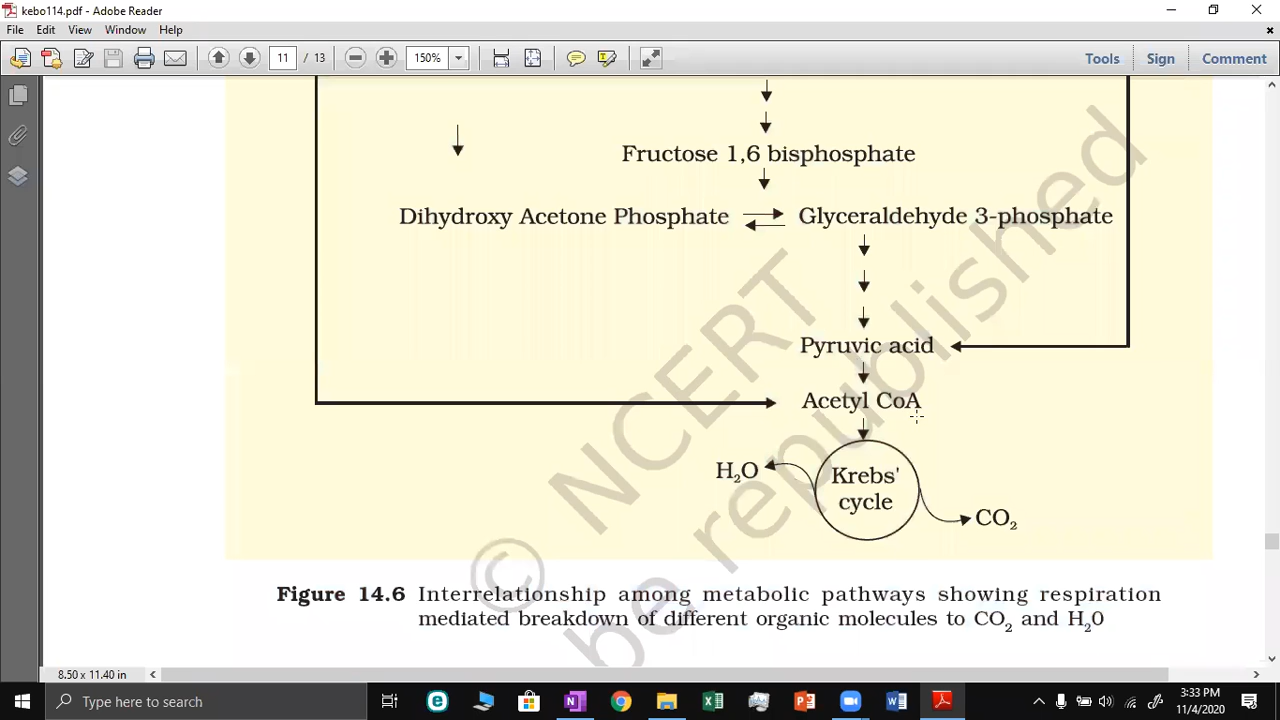 kebo114.pdf - Adobe Reader
File Edit View Window Help
11 / 13 150% Tools Sign Comment
Fructose 1,6 bisphosphate
Dihydroxy Acetone Phosphate Glyceraldehyde 3-phosphate
Pyruvic acid
Acetyl CoA
H₂O Krebs' cycle CO₂
© NCERT
be republished
Figure 14.6 Interrelationship among metabolic pathways showing respiration
mediated breakdown of different organic molecules to CO₂ and H₂0
8.50 x 11.40 in
Type here to search
3:33 PM
11/4/2020